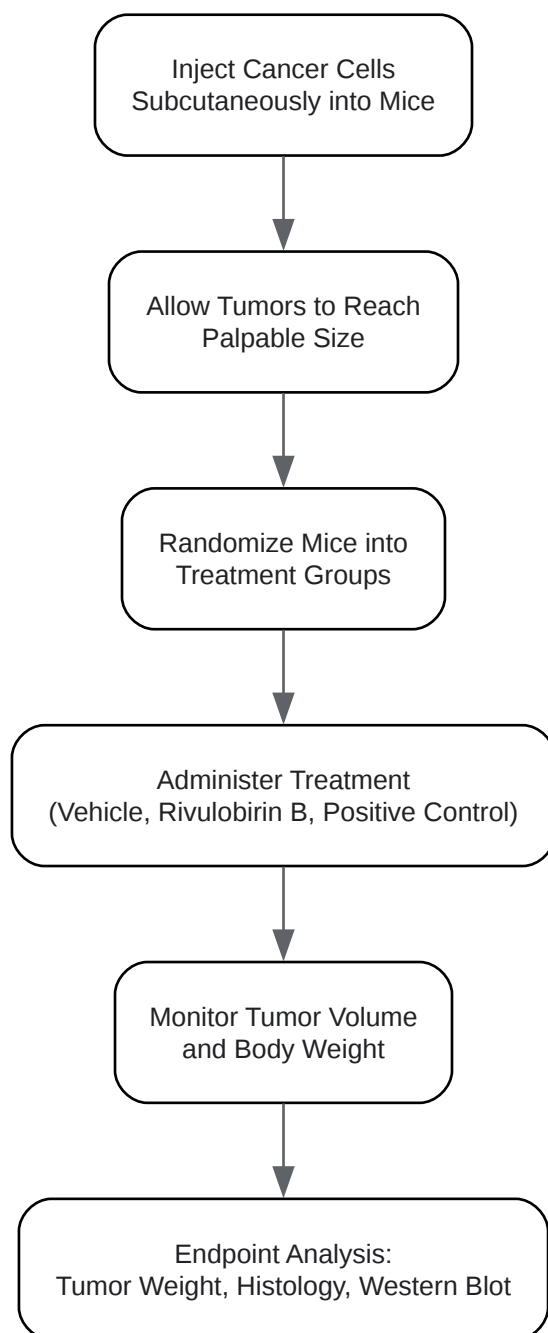 Inject Cancer Cells
Subcutaneously into Mice
Allow Tumors to Reach
Palpable Size
Randomize Mice into
Treatment Groups
Administer Treatment
(Vehicle, Rivulobirin B, Positive Control)
Monitor Tumor Volume
and Body Weight
Endpoint Analysis:
Tumor Weight, Histology, Western Blot